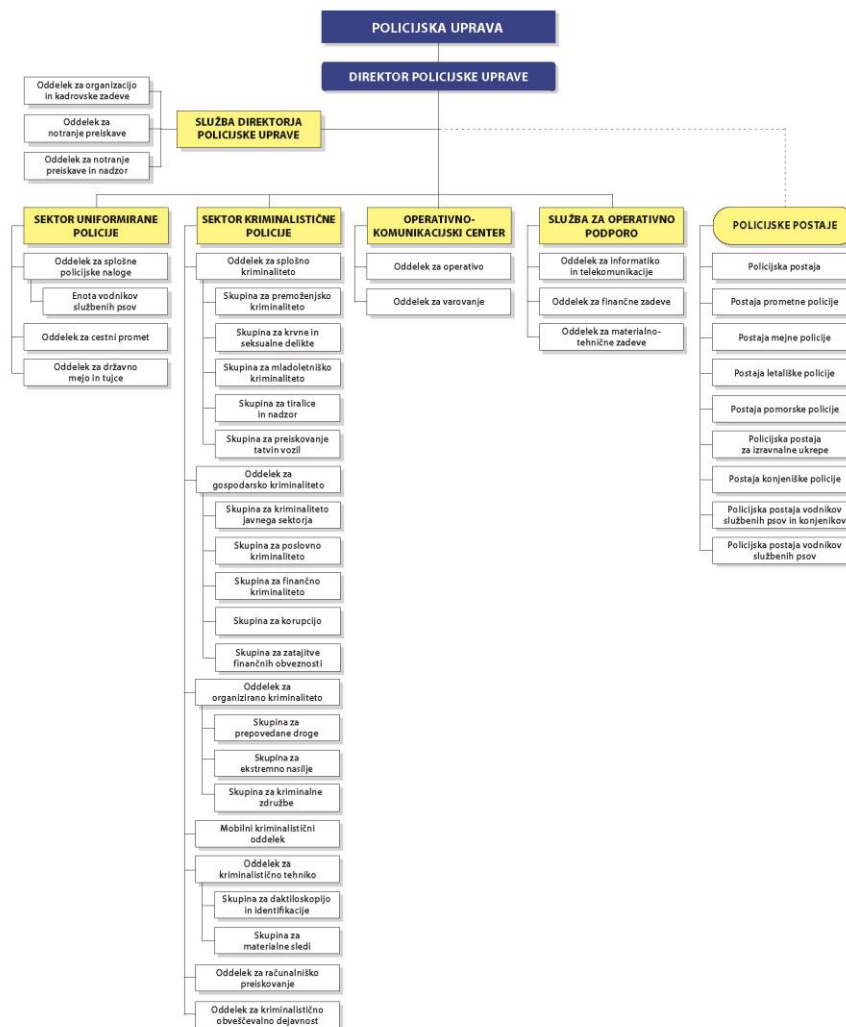 POLICIJSKA UPRAVA
DIREKTOR POLICIJSKE UPRAVE
Oddelek za organizacijo
in kadrovske zadeve
Oddelek za
notranje preiskave
Oddelek za notranje
preiskave in nadzor
SLUŽBA DIREKTORJA
POLICIJSKE UPRAVE
SEKTOR UNIFORMIRANE
POLICIJE
Oddelek za splošne
policijske naloge
Enota vodnikov
službenih psov
Oddelek za cestni promet
Oddelek za državno
mejo in tujce
SEKTOR KRIMINALISTIČNE
POLICIJE
Oddelek za splošno
kriminaliteto
Skupina za premoženjsko
kriminaliteto
Skupina za krvne in
seksualne delikte
Skupina za mladoletniško
kriminaliteto
Skupina za tiralice
in nadzor
Skupina za preiskovanje
tatvin vozil
Oddelek za
gospodarsko kriminaliteto
Skupina za kriminaliteto
javnega sektorja
Skupina za poslovno
kriminaliteto
Skupina za finančno
kriminaliteto
Skupina za korupcijo
Skupina za zatajitve
finančnih obveznosti
Oddelek za
organizirano kriminaliteto
Skupina za
prepovedane droge
Skupina za
ekstremno nasilje
Skupina za kriminalne
združbe
Mobilni kriminalistični
oddelek
Oddelek za
kriminalistično tehniko
Skupina za daktiloskopijo
in identifikacije
Skupina za
materialne sledi
Oddelek za računalniško
preiskovanje
Oddelek za kriminalistično
obveščevalno dejavnost
OPERATIVNO-
KOMUNIKACIJSKI CENTER
Oddelek za operativo
Oddelek za varovanje
SLUŽBA ZA OPERATIVNO
PODPORO
Oddelek za informatiko
in telekomunikacije
Oddelek za finančne zadeve
Oddelek za materialno-
tehnične zadeve
POLICIJSKE POSTAJE
Policijska postaja
Postaja prometne policije
Postaja mejne policije
Postaja letališke policije
Postaja pomorske policije
Policijska postaja
za izravnalne ukrepe
Postaja konjeniške policije
Policijska postaja vodnikov
službenih psov in konjenikov
Policijska postaja vodnikov
službenih psov